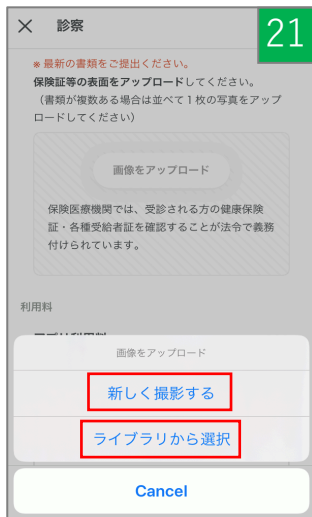 診察
21
※最新の書類をご提出ください。
保険証等の表面をアップロードしてください。
（書類が複数ある場合は並べて１枚の写真をアップ
ロードしてください）
画像をアップロード
保険医療機関では、受診される方の健康保険
証・各種受給者証を確認することが法令で義務
付けられています。
利用料
アプリ利用料
画像をアップロード
新しく撮影する
ライブラリから選択
Cancel